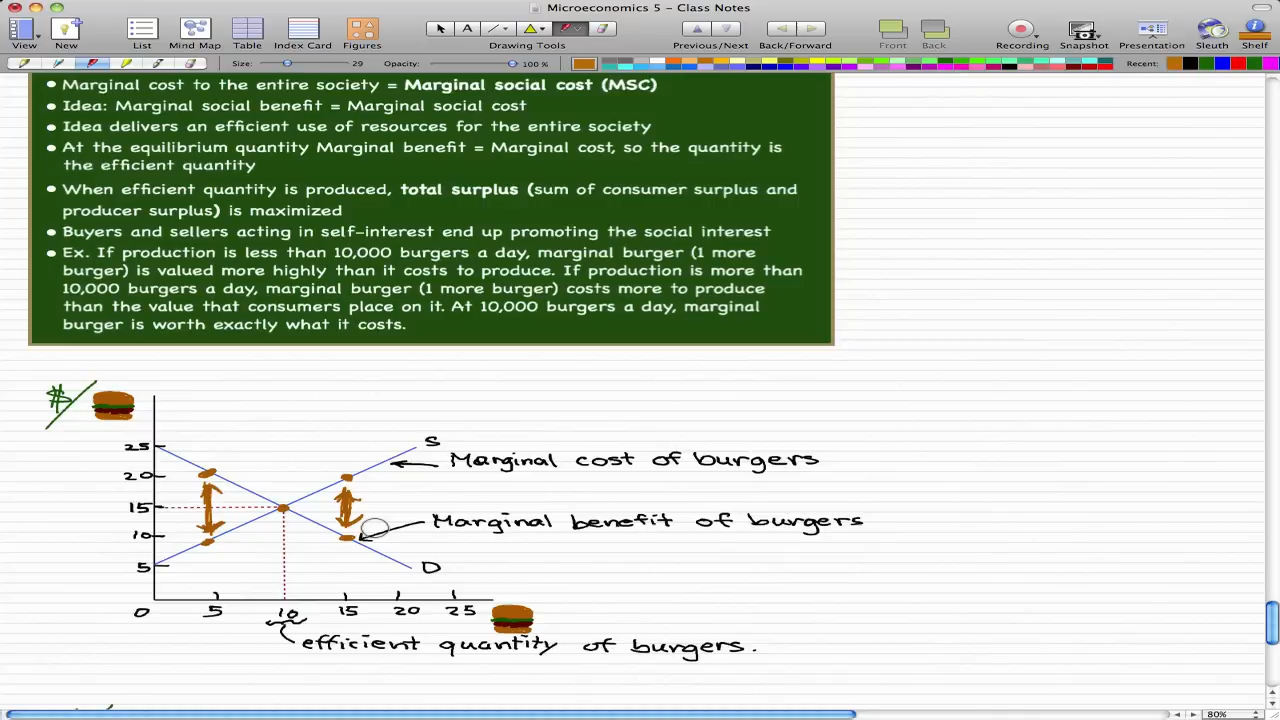 Microeconomics 5 - Class Notes
View New List Mind Map Table Index Card Figures Drawing Tools Previous/Next Back/Forward Front Back Recording Snapshot Presentation Sleuth Shelf
Size: 29 Opacity: 100 % Recent:
• Marginal cost to the entire society = Marginal social cost (MSC)
• Idea: Marginal social benefit = Marginal social cost
• Idea delivers an efficient use of resources for the entire society
• At the equilibrium quantity Marginal benefit = Marginal cost, so the quantity is
the efficient quantity
• When efficient quantity is produced, total surplus (sum of consumer surplus and
producer surplus) is maximized
• Buyers and sellers acting in self-interest end up promoting the social interest
• Ex. If production is less than 10,000 burgers a day, marginal burger (1 more
burger) is valued more highly than it costs to produce. If production is more than
10,000 burgers a day, marginal burger (1 more burger) costs more to produce
than the value that consumers place on it. At 10,000 burgers a day, marginal
burger is worth exactly what it costs.
$/
25
S
Marginal cost of burgers
20
15
Marginal benefit of burgers
10
5
D
0 5 10 15 20 25
efficient quantity of burgers.
80%